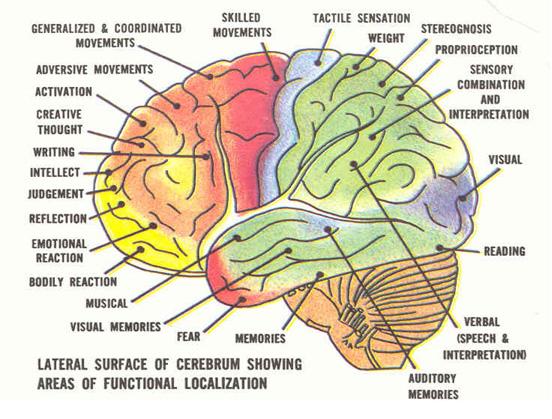 GENERALIZED & COORDINATED
MOVEMENTS
SKILLED
MOVEMENTS
TACTILE SENSATION
WEIGHT
STEREOGNOSIS
PROPRIOCEPTION
SENSORY
COMBINATION
AND
INTERPRETATION
ADVERSIVE MOVEMENTS
ACTIVATION
CREATIVE
THOUGHT
WRITING
INTELLECT
JUDGEMENT
REFLECTION
EMOTIONAL
REACTION
BODILY REACTION
MUSICAL
VISUAL MEMORIES
FEAR
MEMORIES
VISUAL
READING
VERBAL
(SPEECH &
INTERPRETATION)
AUDITORY
MEMORIES
LATERAL SURFACE OF CEREBRUM SHOWING
AREAS OF FUNCTIONAL LOCALIZATION